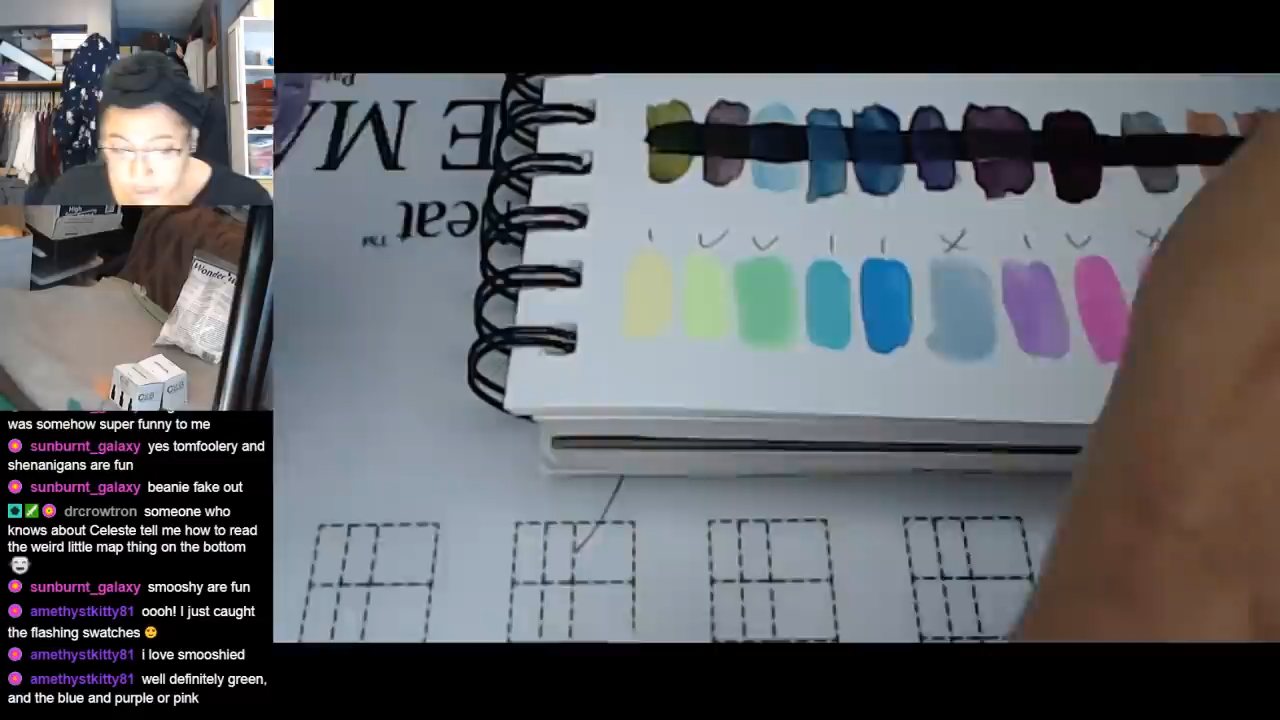 was somehow super funny to me
sunburnt_galaxy yes tomfoolery and
shenanigans are fun
sunburnt_galaxy beanie fake out
drcrowtron someone who
knows about Celeste tell me how to read
the weird little map thing on the bottom
sunburnt_galaxy smooshy are fun
amethystkitty81 oooh! I just caught
the flashing swatches
amethystkitty81 i love smooshied
amethystkitty81 well definitely green,
and the blue and purple or pink
E MA
eat™
Wonder